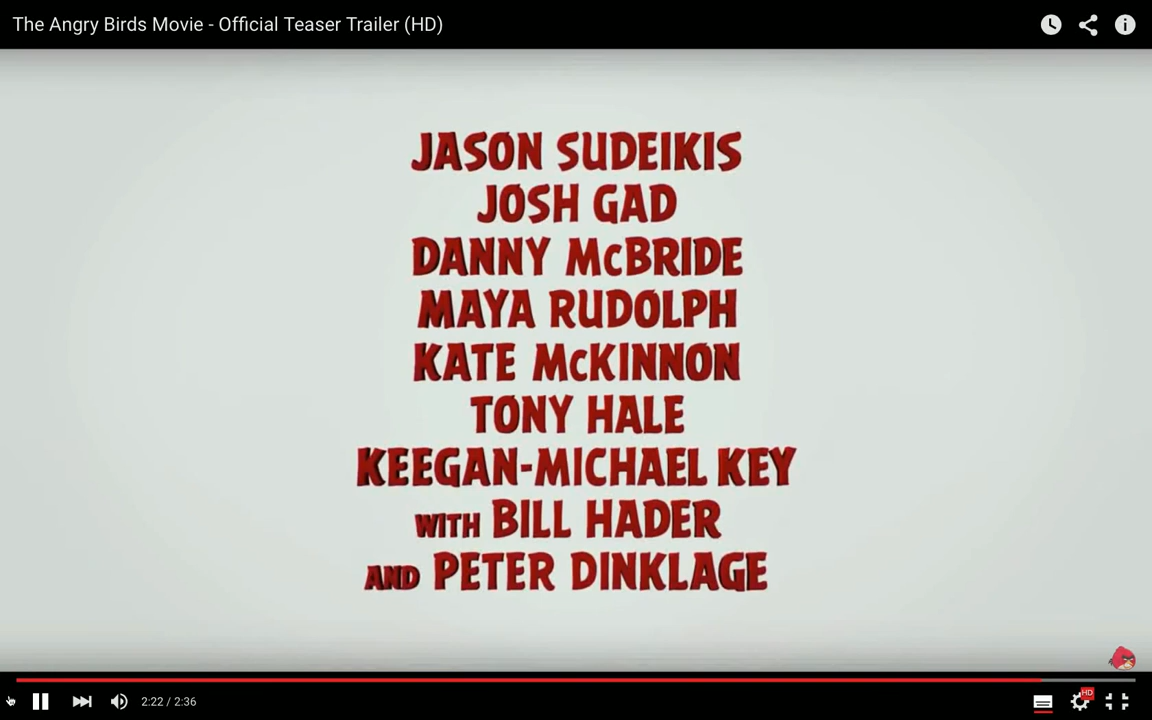 The Angry Birds Movie - Official Teaser Trailer (HD)
JASON SUDEIKIS
JOSH GAD
DANNY McBRIDE
MAYA RUDOLPH
KATE McKINNON
TONY HALE
KEEGAN-MICHAEL KEY
WITH BILL HADER
AND PETER DINKLAGE
2:22 / 2:36
HD